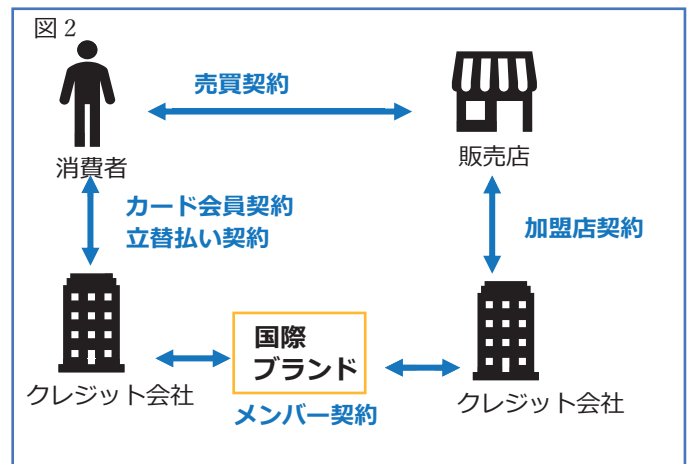 図2
売買契約
消費者
販売店
カード会員契約
立替払い契約
加盟店契約
国際
ブランド
クレジット会社
メンバー契約
クレジット会社